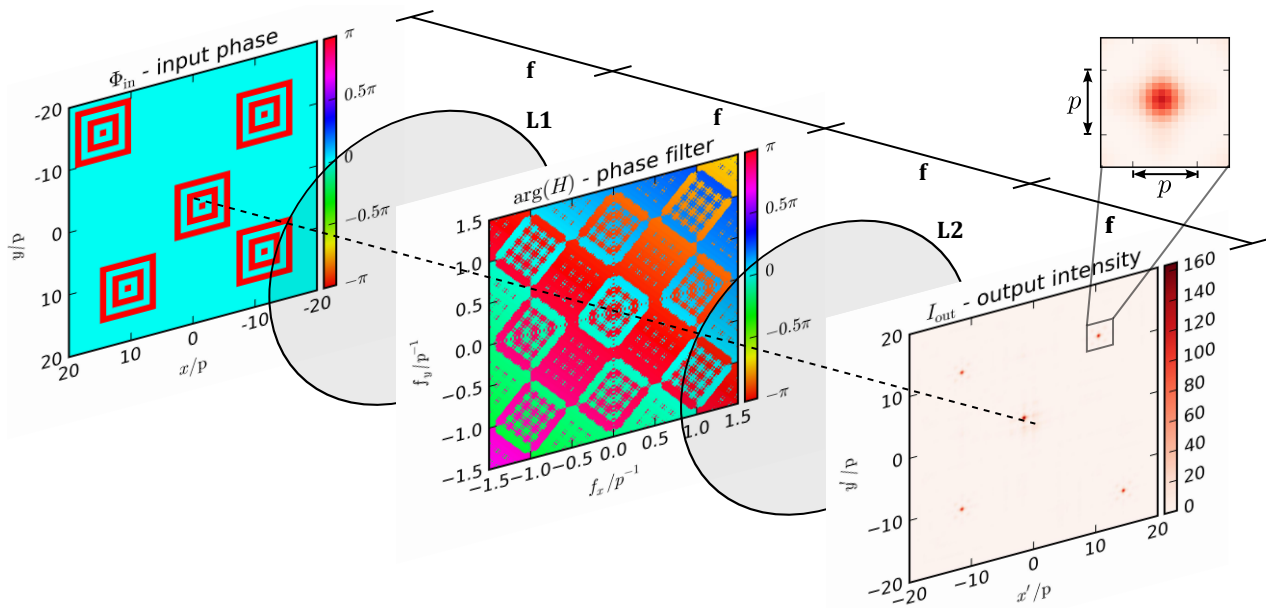 Φ_in - input phase
-20
-10
0
10
20
y/p
20
10
0
-10
-20
x/p
π
0.5π
0
−0.5π
−π
f
f
f
f
L1
L2
arg(H) - phase filter
1.5
1.0
0.5
0.0
−0.5
−1.0
−1.5
f_y/p⁻¹
−1.5
−1.0
−0.5
0.0
0.5
1.0
1.5
f_x/p⁻¹
π
0.5π
0
−0.5π
−π
I_out - output intensity
20
10
0
−10
−20
y′/p
−20
−10
0
10
20
x′/p
160
140
120
100
80
60
40
20
0
p
p